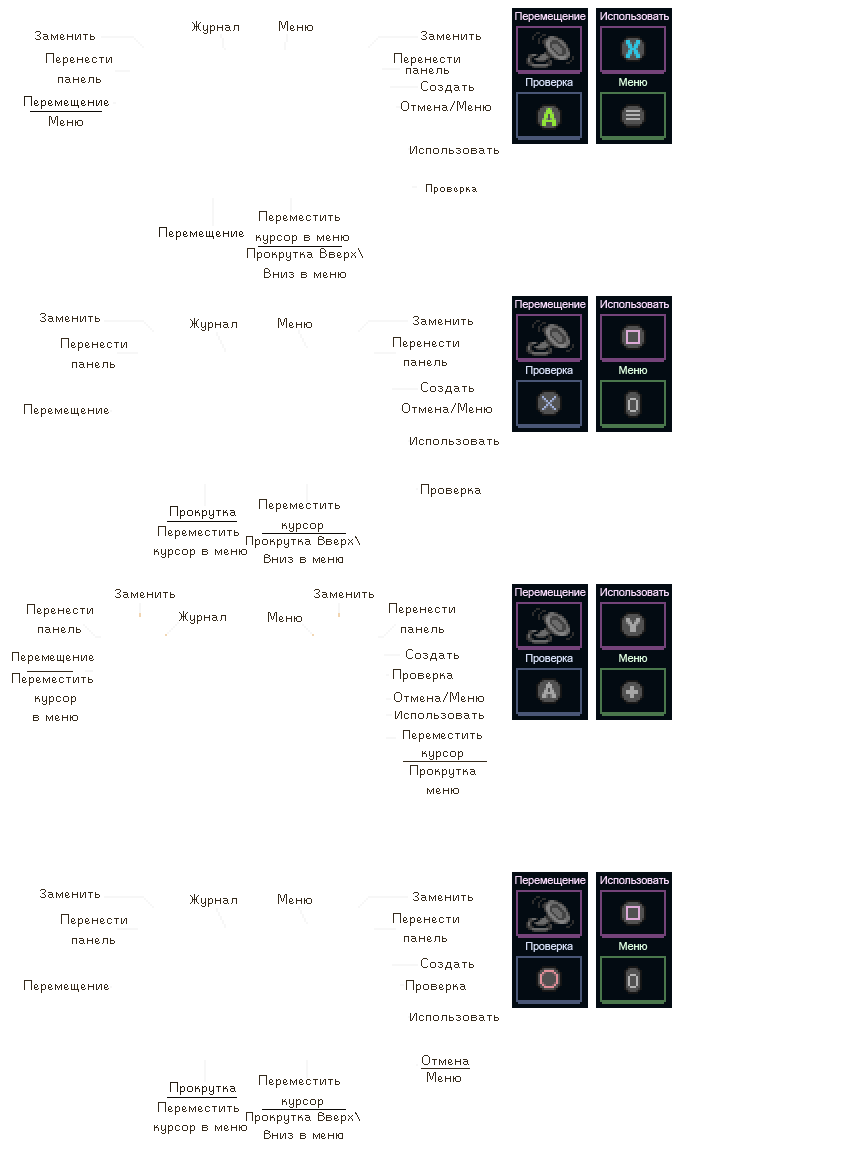 Журнал
Меню
Заменить
Заменить
Перенести
панель
Перенести
панель
Создать
Перемещение
Меню
Отмена/Меню
Использовать
Проверка
Перемещение
Переместить
курсор в меню
Прокрутка Вверх\
Вниз в меню
Перемещение
Использовать
X
Проверка
Меню
A
Заменить
Журнал
Меню
Заменить
Перенести
панель
Перенести
панель
Создать
Перемещение
Отмена/Меню
Использовать
Проверка
Прокрутка
Переместить
курсор в меню
Переместить
курсор
Прокрутка Вверх\
Вниз в меню
Перемещение
Использовать
Проверка
Меню
Заменить
Заменить
Перенести
панель
Журнал
Меню
Перенести
панель
Перемещение
Переместить
курсор
в меню
Создать
Проверка
Отмена/Меню
Использовать
Переместить
курсор
Прокрутка
меню
Перемещение
Использовать
Y
Проверка
Меню
A
Заменить
Журнал
Меню
Заменить
Перенести
панель
Перенести
панель
Создать
Перемещение
Проверка
Использовать
Отмена
Меню
Прокрутка
Переместить
курсор в меню
Переместить
курсор
Прокрутка Вверх\
Вниз в меню
Перемещение
Использовать
Проверка
Меню